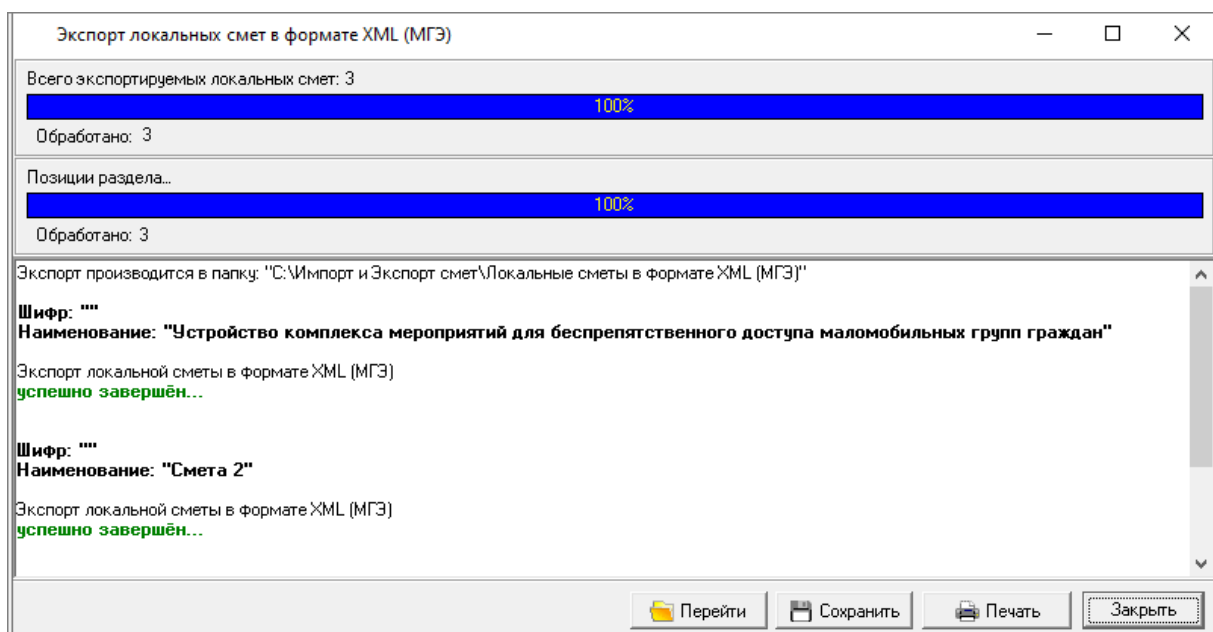 Экспорт локальных смет в формате XML (МГЭ)
Всего экспортируемых локальных смет: 3
100%
Обработано: 3
Позиции раздела...
100%
Обработано: 3
Экспорт производится в папку: "C:\Импорт и Экспорт смет\Локальные сметы в формате XML (МГЭ)"
Шифр: ""
Наименование: "Устройство комплекса мероприятий для беспрепятственного доступа маломобильных групп граждан"
Экспорт локальной сметы в формате XML (МГЭ)
успешно завершён...
Шифр: ""
Наименование: "Смета 2"
Экспорт локальной сметы в формате XML (МГЭ)
успешно завершён...
Перейти Сохранить Печать Закрыть